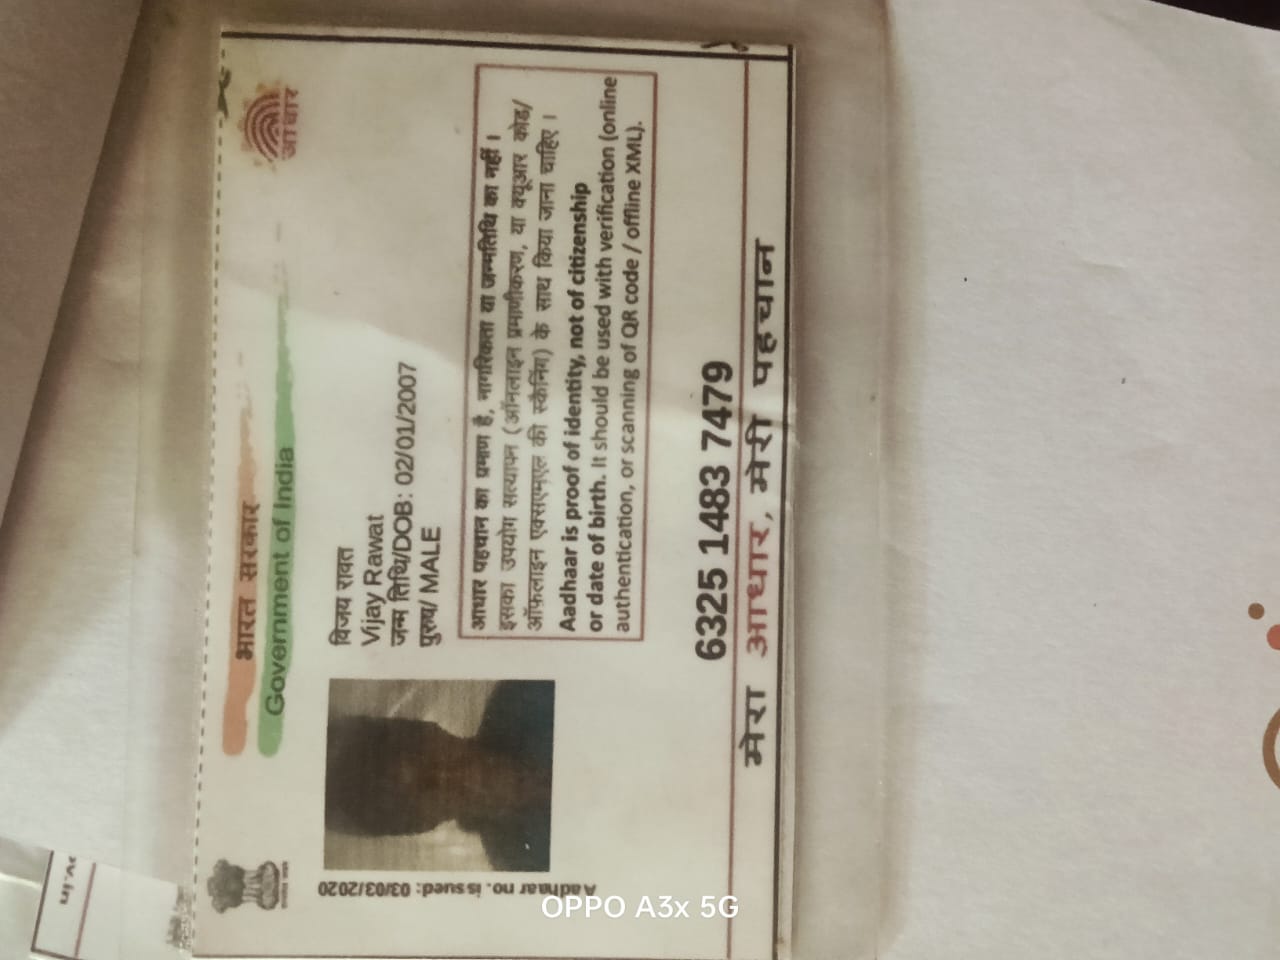 भारत सरकार
Government of India
आधार
विजय रावत
Vijay Rawat
जन्म तिथि/DOB: 02/01/2007
पुरुष/ MALE
Aadhaar no. issued: 03/03/2020
आधार पहचान का प्रमाण है, नागरिकता या जन्मतिथि का नहीं ।
इसका उपयोग सत्यापन (ऑनलाइन प्रमाणीकरण, या क्यूआर कोड/
ऑफ़लाइन एक्सएमएल की स्कैनिंग) के साथ किया जाना चाहिए ।
Aadhaar is proof of identity, not of citizenship
or date of birth. It should be used with verification (online
authentication, or scanning of QR code / offline XML).
6325 1483 7479
मेरा आधार, मेरी पहचान
OPPO A3x 5G